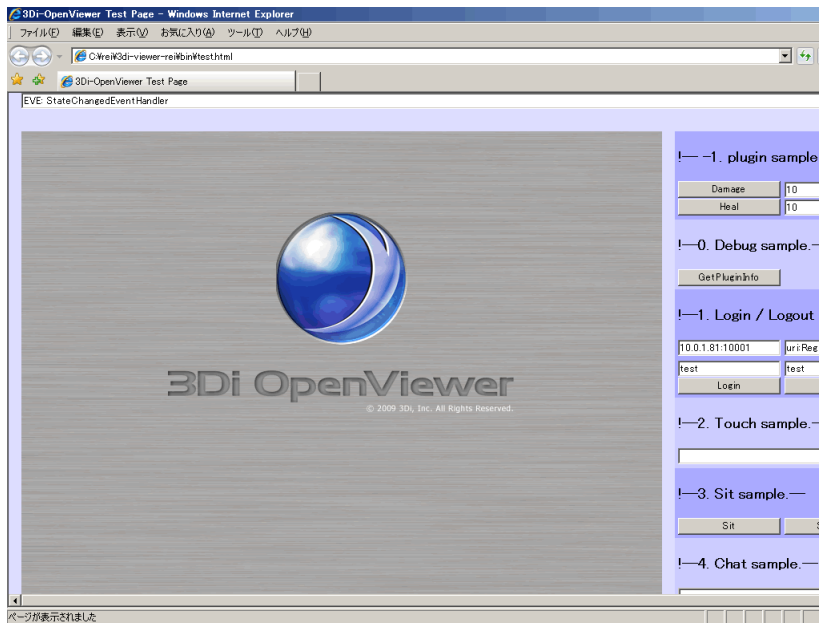 3Di-OpenViewer Test Page - Windows Internet Explorer
ファイル(F) 編集(E) 表示(V) お気に入り(A) ツール(T) ヘルプ(H)
C:¥rei¥3di-viewer-rei¥bin¥test.html
3Di-OpenViewer Test Page
EVE: StateChangedEventHandler
3Di OpenViewer
© 2009 3Di, Inc. All Rights Reserved.
!— –1. plugin sample
Damage 10
Heal 10
!—0. Debug sample.—
GetPluginInfo
!—1. Login / Logout
10.0.1.81:10001 uri:Reg
test test
Login
!—2. Touch sample.—
!—3. Sit sample.—
Sit
!—4. Chat sample.—
ページが表示されました